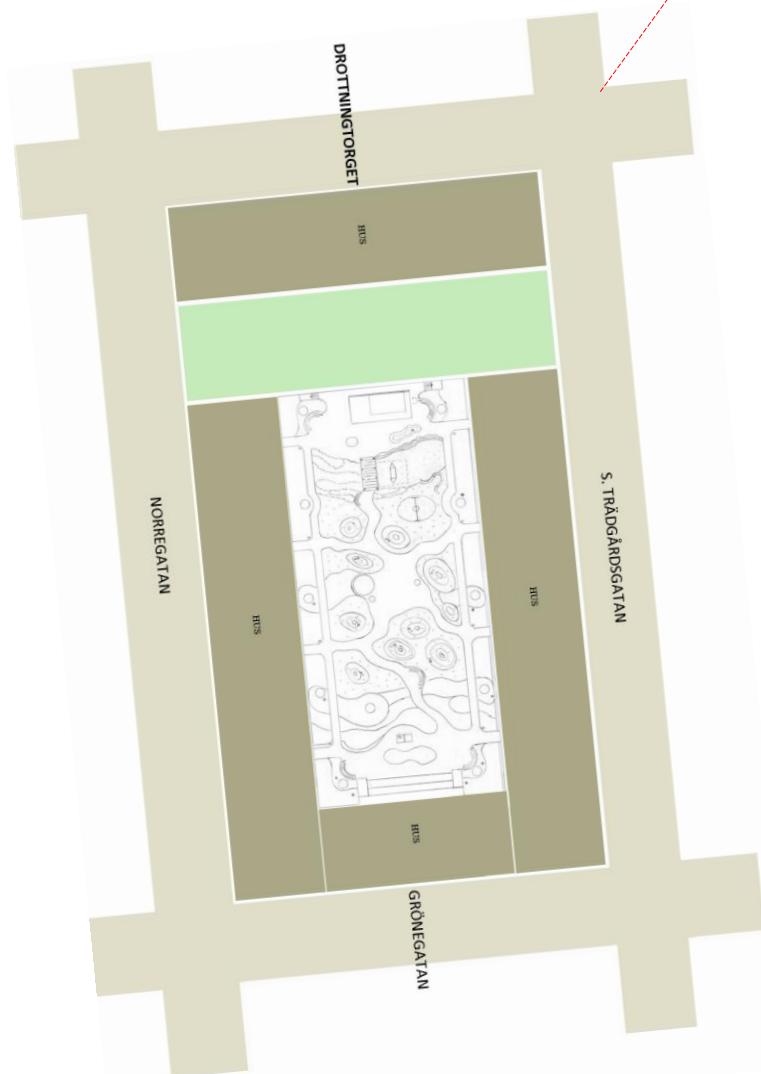 DROTTNINGTORGET
HUS
S. TRÄDGÅRDSGATAN
NORREGATAN
HUS
HUS
HUS
GRÖNEGATAN